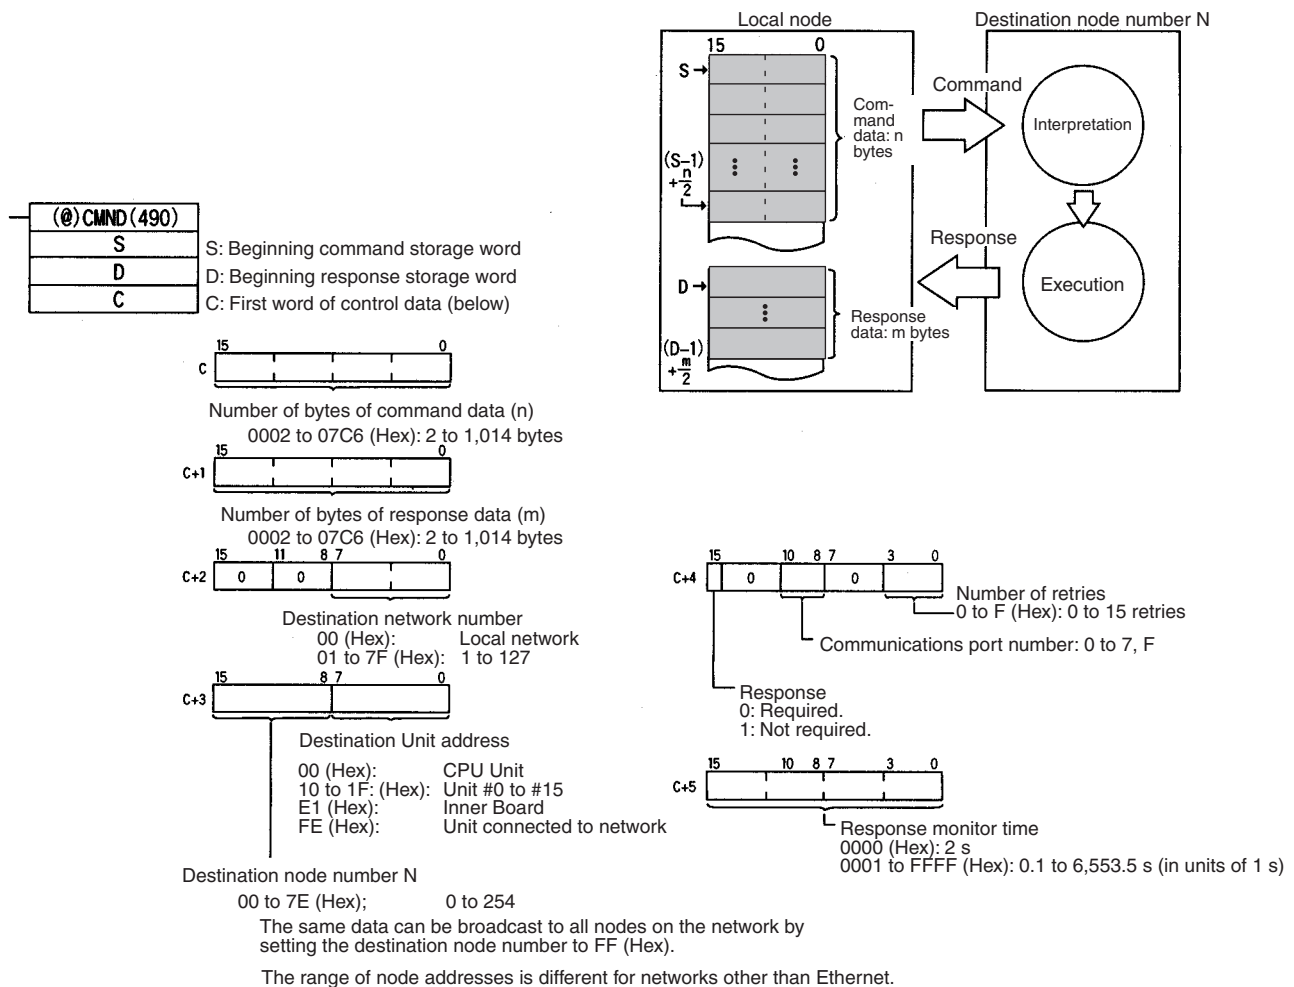 Local node
Destination node number N
15 0
S
Com-
mand
data: n
bytes
(S–1)
+n/2
Command
Interpretation
Response
Execution
D
Response
data: m bytes
(D–1)
+m/2
(@)CMND(490)
S
D
C
S: Beginning command storage word
D: Beginning response storage word
C: First word of control data (below)
15 0
C
Number of bytes of command data (n)
0002 to 07C6 (Hex): 2 to 1,014 bytes
15 0
C+1
Number of bytes of response data (m)
0002 to 07C6 (Hex): 2 to 1,014 bytes
15 11 8 7 0
C+2 0 0
Destination network number
00 (Hex): Local network
01 to 7F (Hex): 1 to 127
15 8 7 0
C+3
Destination Unit address
00 (Hex): CPU Unit
10 to 1F: (Hex): Unit #0 to #15
E1 (Hex): Inner Board
FE (Hex): Unit connected to network
Destination node number N
00 to 7E (Hex); 0 to 254
The same data can be broadcast to all nodes on the network by
setting the destination node number to FF (Hex).
The range of node addresses is different for networks other than Ethernet.
15 10 8 7 3 0
C+4 0 0
Number of retries
0 to F (Hex): 0 to 15 retries
Communications port number: 0 to 7, F
Response
0: Required.
1: Not required.
15 10 8 7 3 0
C+5
Response monitor time
0000 (Hex): 2 s
0001 to FFFF (Hex): 0.1 to 6,553.5 s (in units of 1 s)